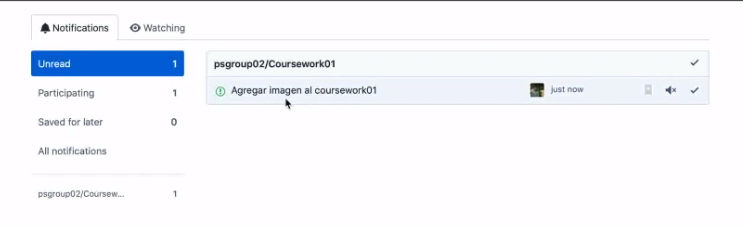 Notifications Watching
Unread 1
Participating 1
Saved for later 0
All notifications
psgroup02/Coursew... 1
psgroup02/Coursework01
Agregar imagen al coursework01 just now